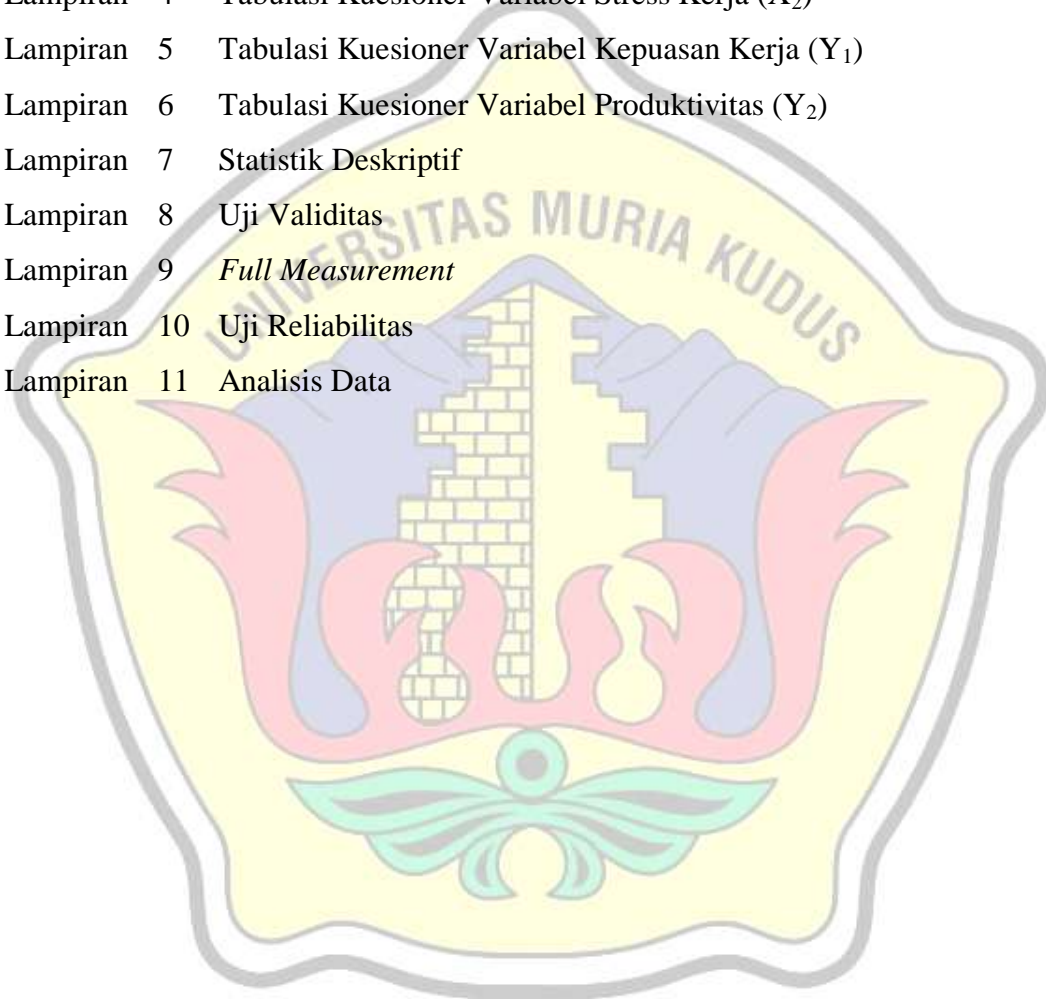 Lampiran 4 Tabulasi Kuesioner Variabel Stress Kerja (X₂)
Lampiran 5 Tabulasi Kuesioner Variabel Kepuasan Kerja (Y₁)
Lampiran 6 Tabulasi Kuesioner Variabel Produktivitas (Y₂)
Lampiran 7 Statistik Deskriptif
Lampiran 8 Uji Validitas
Lampiran 9 Full Measurement
Lampiran 10 Uji Reliabilitas
Lampiran 11 Analisis Data
UNIVERSITAS MURIA KUDUS